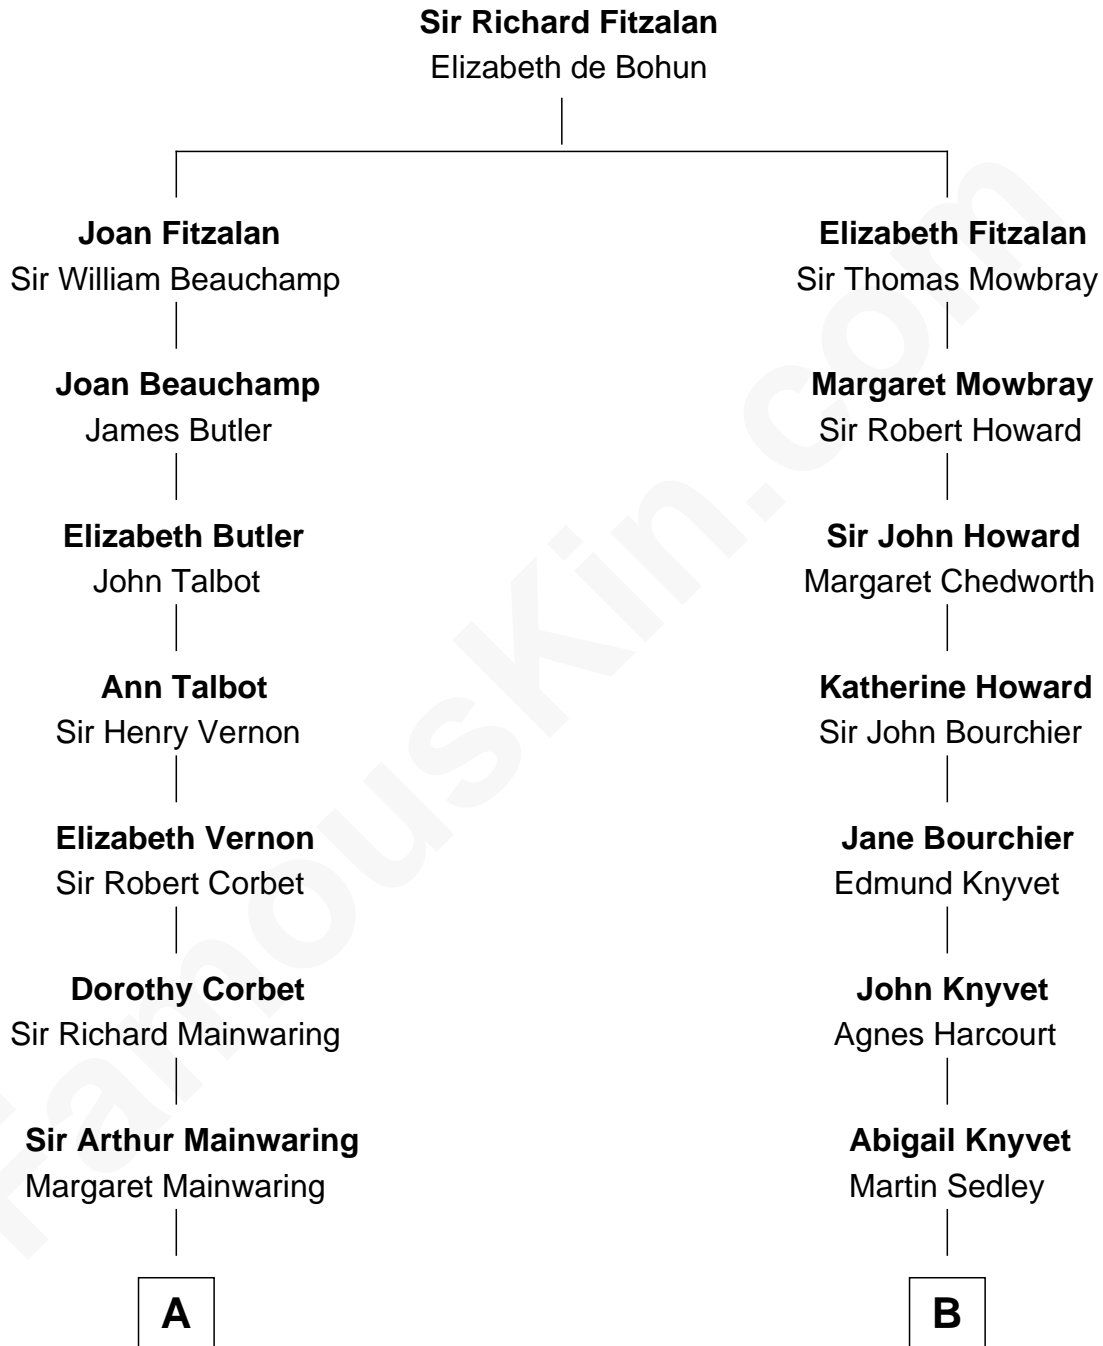 Sir Richard Fitzalan
Elizabeth de Bohun
Joan Fitzalan
Sir William Beauchamp
Elizabeth Fitzalan
Sir Thomas Mowbray
Joan Beauchamp
James Butler
Margaret Mowbray
Sir Robert Howard
Elizabeth Butler
John Talbot
Sir John Howard
Margaret Chedworth
Ann Talbot
Sir Henry Vernon
Katherine Howard
Sir John Bourchier
Elizabeth Vernon
Sir Robert Corbet
Jane Bourchier
Edmund Knyvet
Dorothy Corbet
Sir Richard Mainwaring
John Knyvet
Agnes Harcourt
Sir Arthur Mainwaring
Margaret Mainwaring
Abigail Knyvet
Martin Sedley
A
B
FamousKin.com